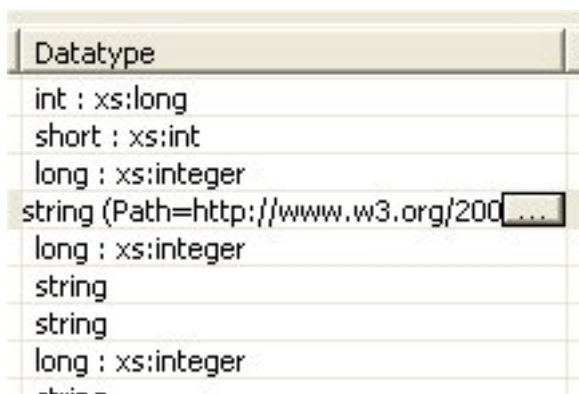 Datatype
int : xs:long
short : xs:int
long : xs:integer
string (Path=http://www.w3.org/200 ...
long : xs:integer
string
string
long : xs:integer